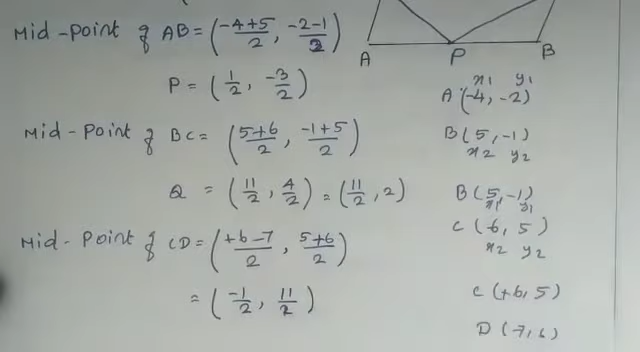 Mid-Point of AB = (-4+5/2, -2-1/2)
A P B
P = (1/2, -3/2)
x1 y1
A (-4, -2)
Mid-Point of BC = (5+6/2, -1+5/2)
B (5, -1)
x2 y2
Q = (11/2, 4/2) = (11/2, 2)
B (5, -1)
x1 y1
Mid-Point of CD = (+6-7/2, 5+6/2)
C (6, 5)
x2 y2
= (-1/2, 11/2)
C (+6, 5)
D (-7, 6)